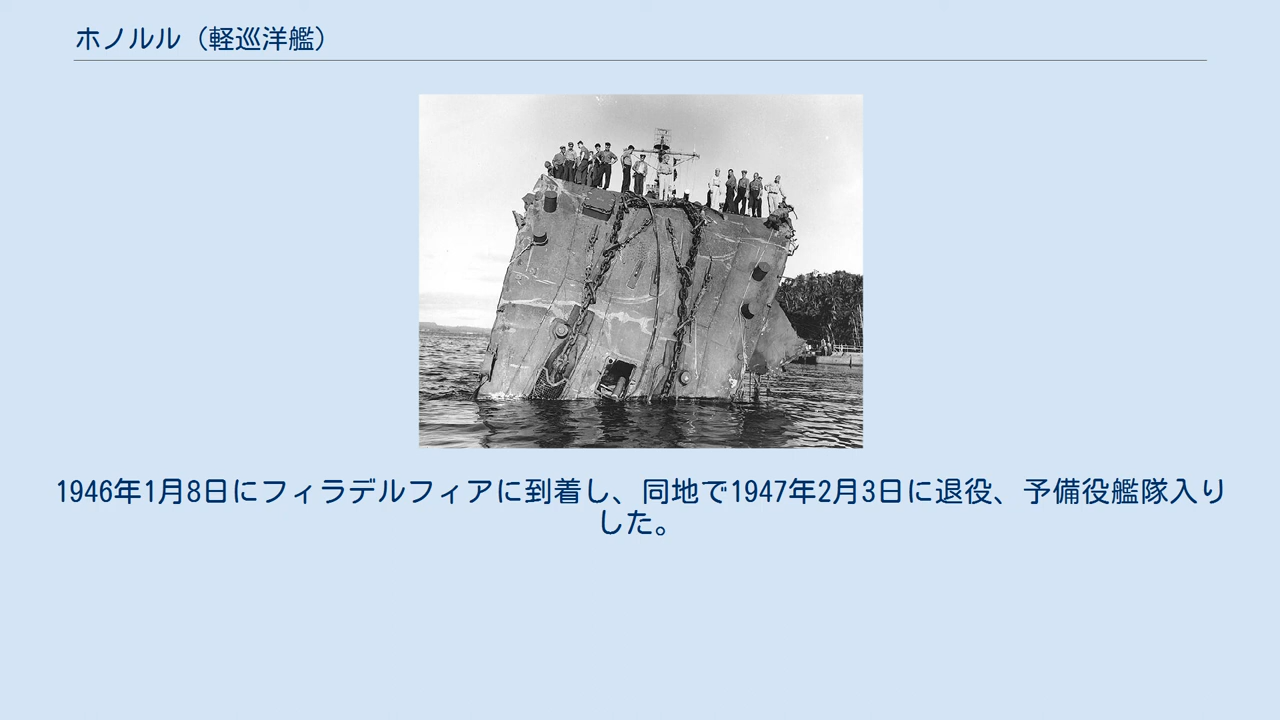 ホノルル（軽巡洋艦）
1946年1月8日にフィラデルフィアに到着し、同地で1947年2月3日に退役、予備役艦隊入り
した。